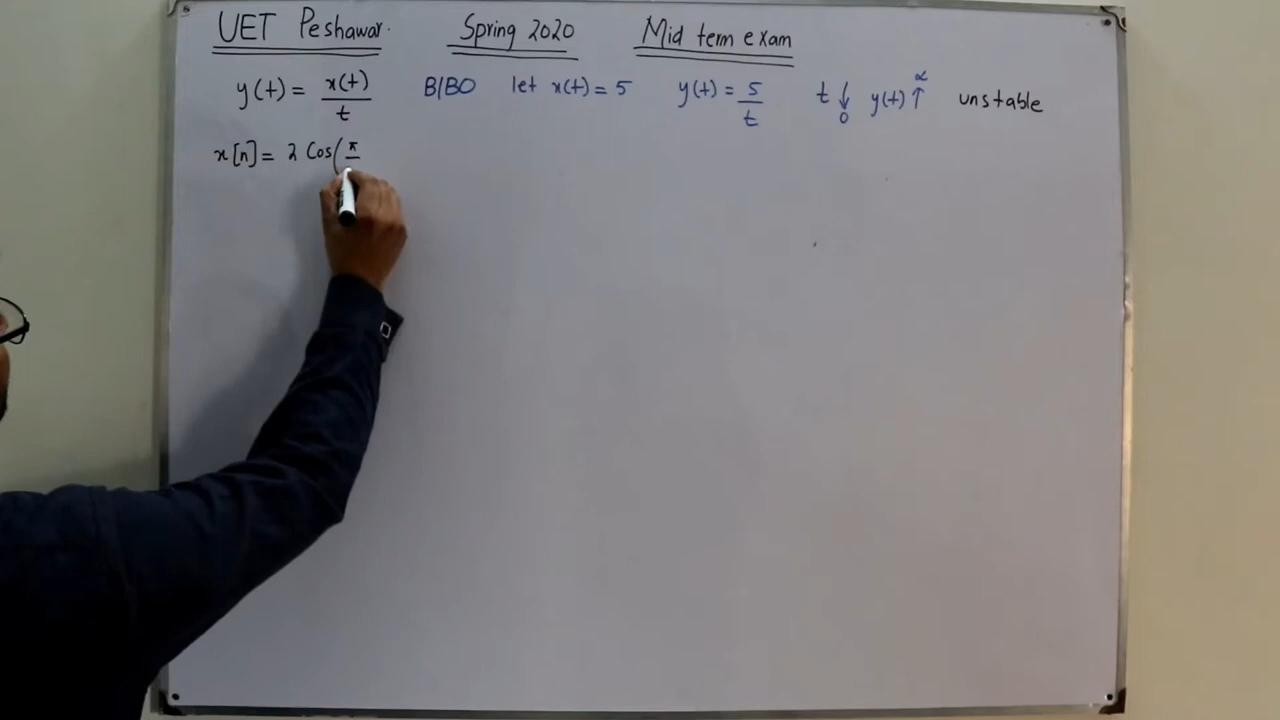 UET Peshawar. Spring 2020 Mid term exam
y(t) = x(t)/t BIBO let x(t) = 5 y(t) = 5/t t ↓ 0 y(t) ↑ ∝ unstable
x[n] = 2 Cos(π/